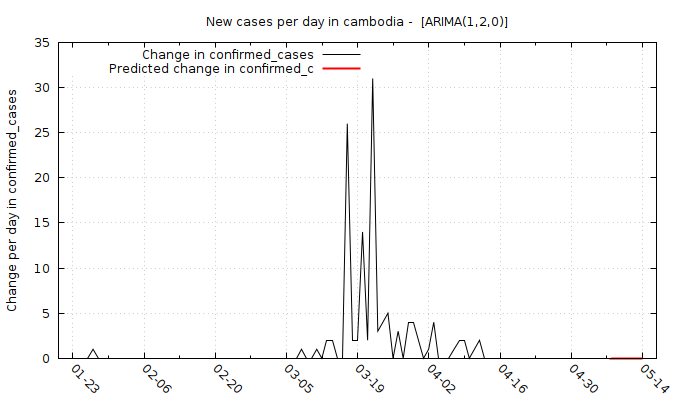 New cases per day in cambodia -  [ARIMA(1,2,0)]
Change in confirmed_cases
Predicted change in confirmed_c
Change per day in confirmed_cases
35
30
25
20
15
10
5
0
01-23 02-06 02-20 03-05 03-19 04-02 04-16 04-30 05-14